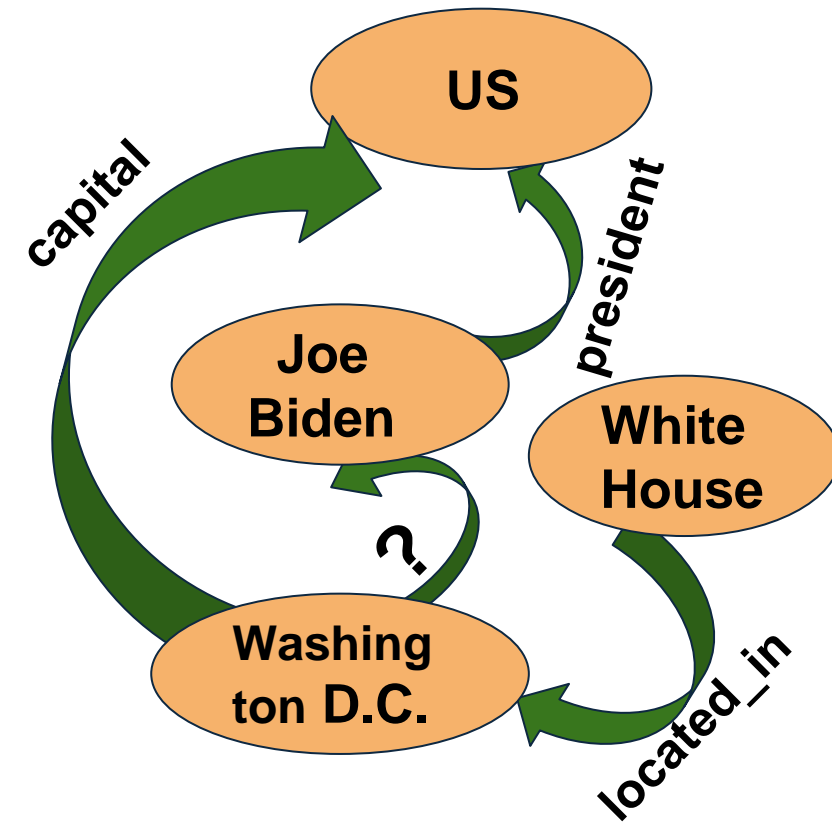 US
capital
president
Joe
Biden
White
House
?
Washing
ton D.C.
located_in